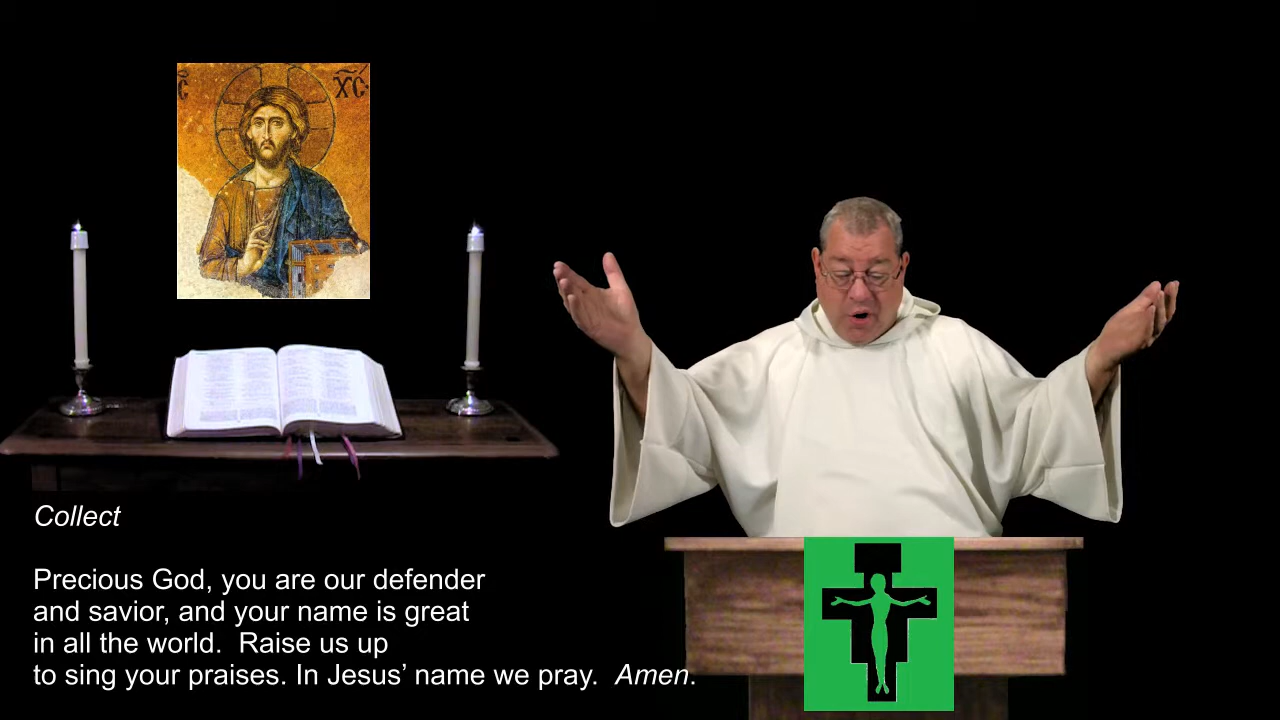 ΧC
Collect
Precious God, you are our defender
and savior, and your name is great
in all the world.  Raise us up
to sing your praises. In Jesus’ name we pray.  Amen.